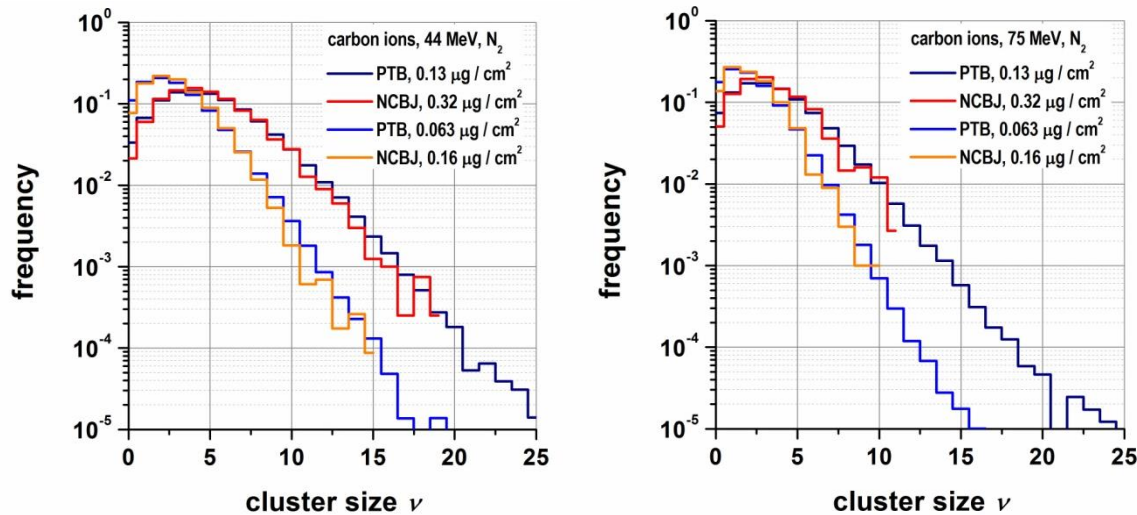 carbon ions, 44 MeV, N₂
PTB, 0.13 μg / cm²
NCBJ, 0.32 μg / cm²
PTB, 0.063 μg / cm²
NCBJ, 0.16 μg / cm²
frequency
10⁰
10⁻¹
10⁻²
10⁻³
10⁻⁴
10⁻⁵
0 5 10 15 20 25
cluster size ν
carbon ions, 75 MeV, N₂
PTB, 0.13 μg / cm²
NCBJ, 0.32 μg / cm²
PTB, 0.063 μg / cm²
NCBJ, 0.16 μg / cm²
frequency
10⁰
10⁻¹
10⁻²
10⁻³
10⁻⁴
10⁻⁵
0 5 10 15 20 25
cluster size ν